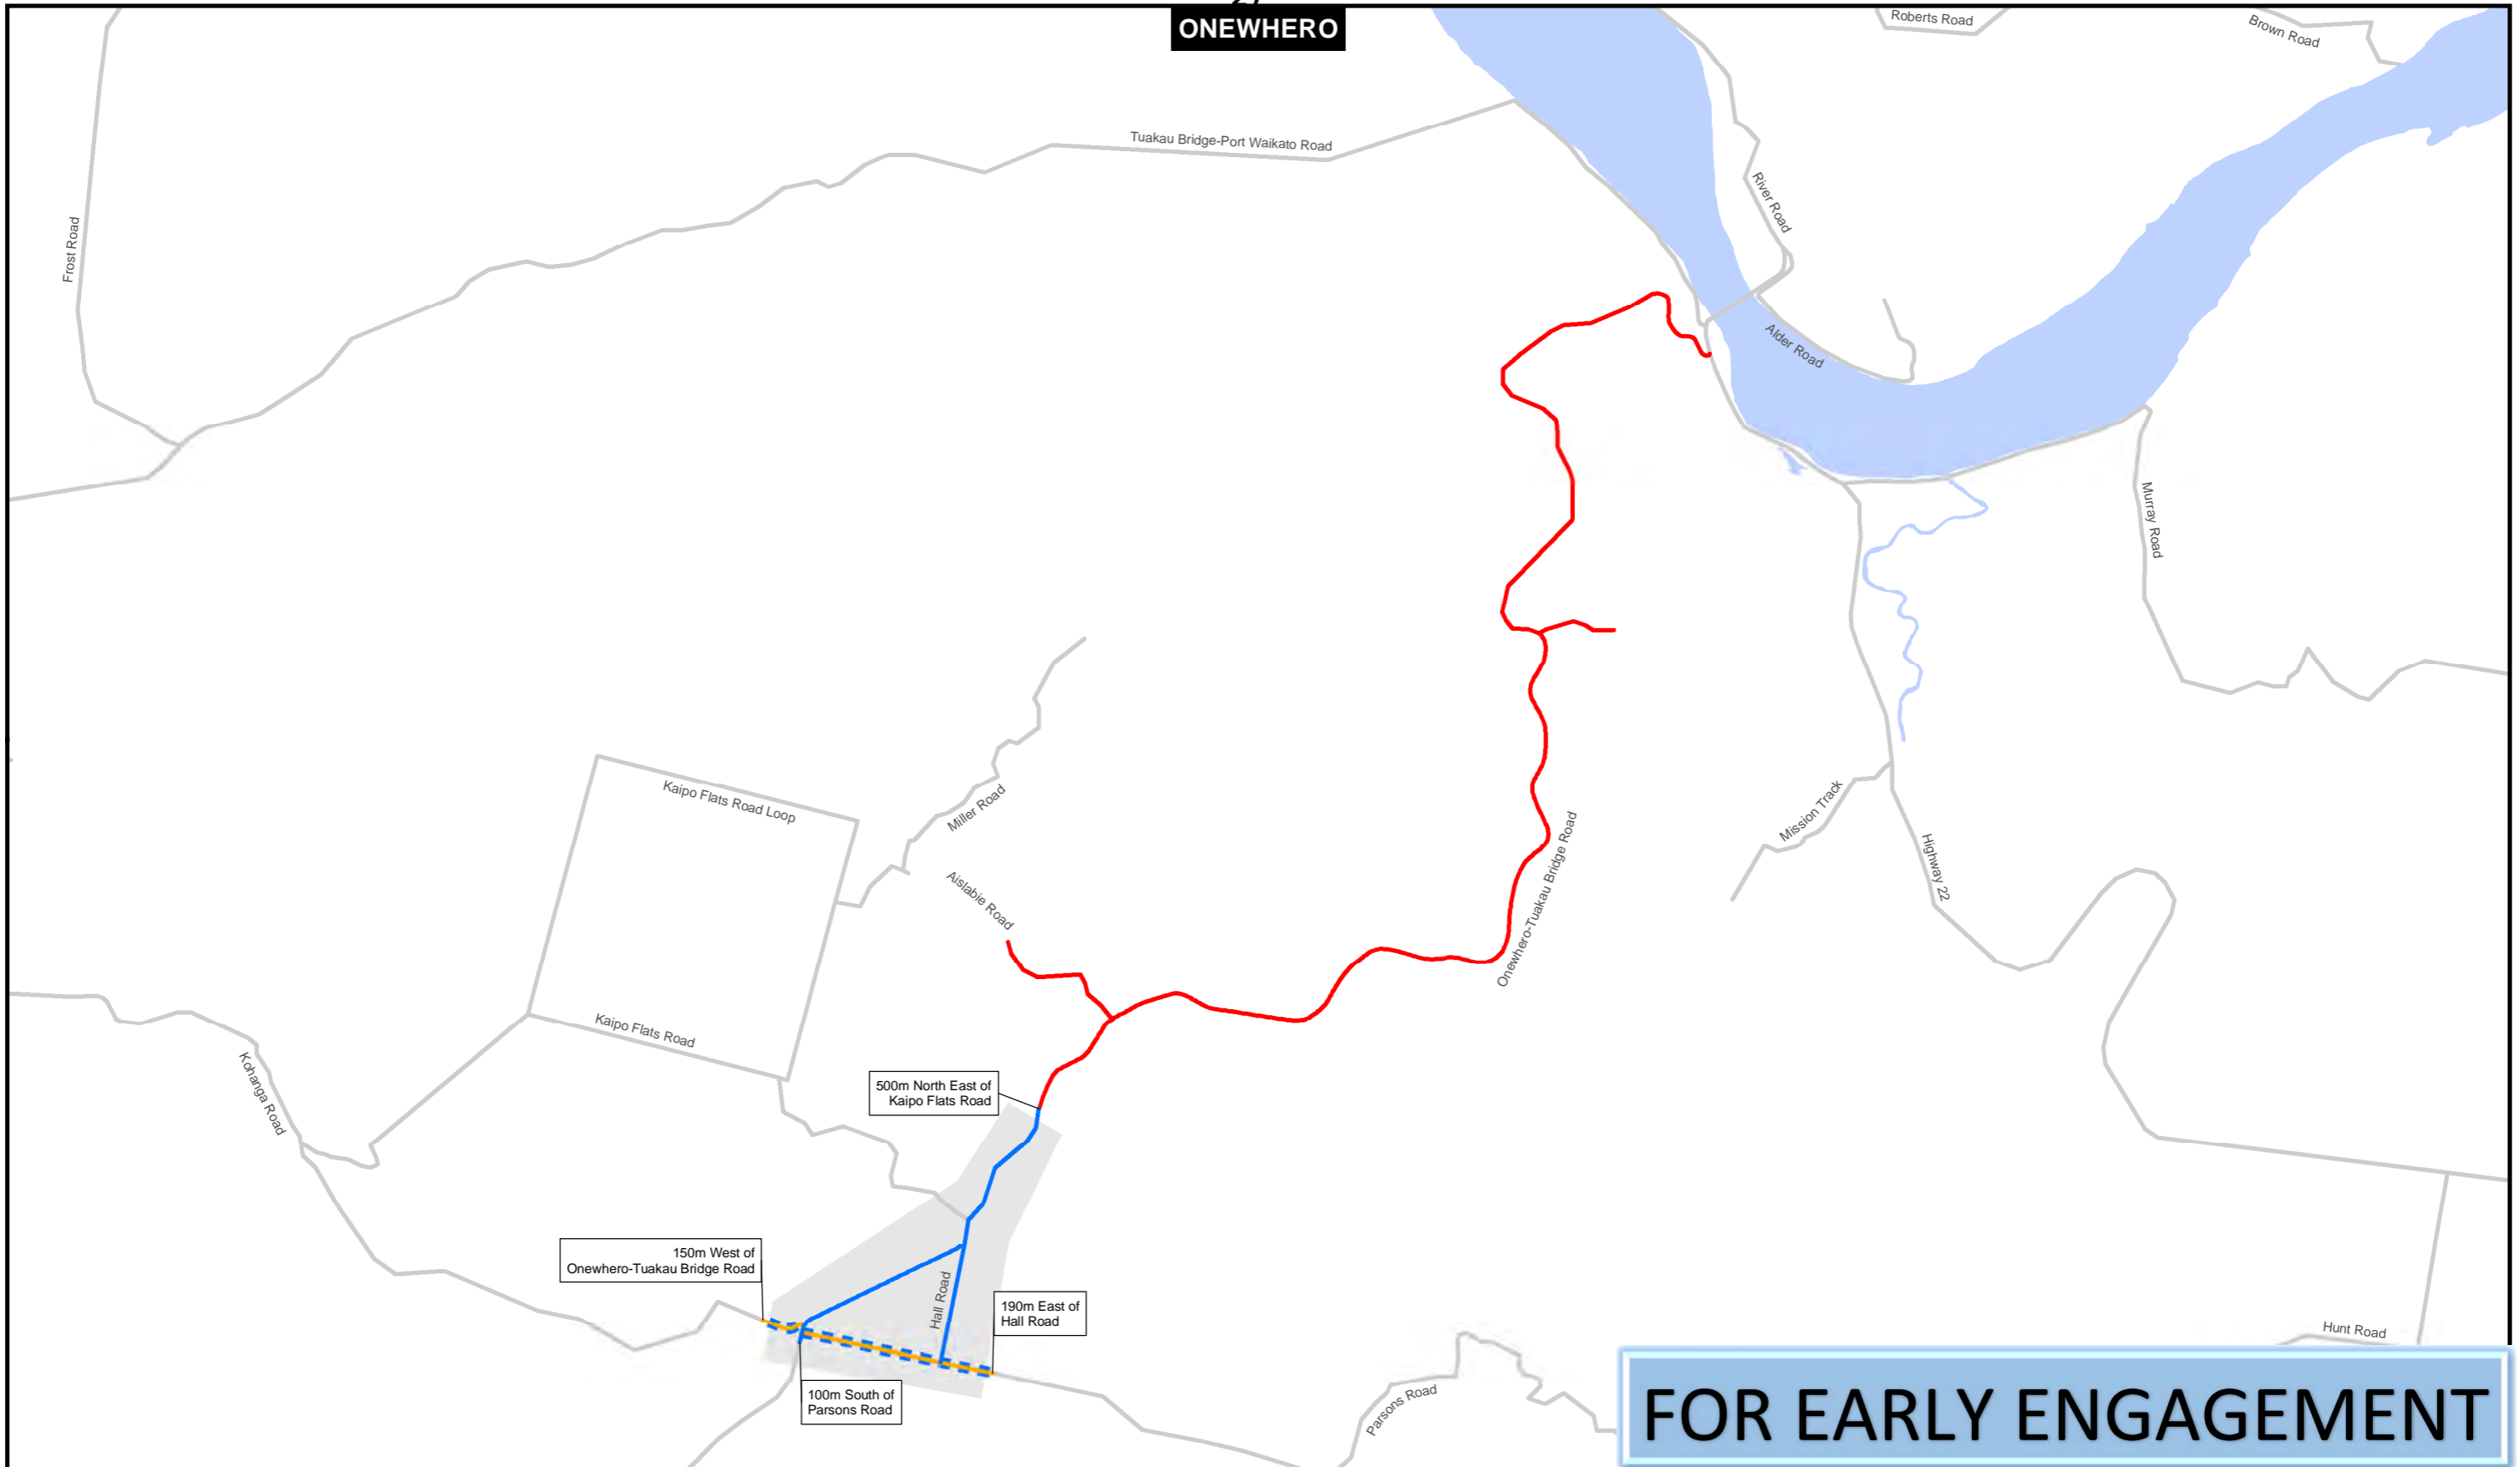 ONEWHERO
Roberts Road
Brown Road
Tuakau Bridge-Port Waikato Road
River Road
Frost Road
Alder Road
Murray Road
Kaipo Flats Road Loop
Miller Road
Mission Track
Highway 22
Onewhero-Tuakau Bridge Road
Aislabie Road
Kaipo Flats Road
Kohanga Road
500m North East of
Kaipo Flats Road
150m West of
Onewhero-Tuakau Bridge Road
Hall Road
190m East of
Hall Road
100m South of
Parsons Road
Parsons Road
Hunt Road
FOR EARLY ENGAGEMENT